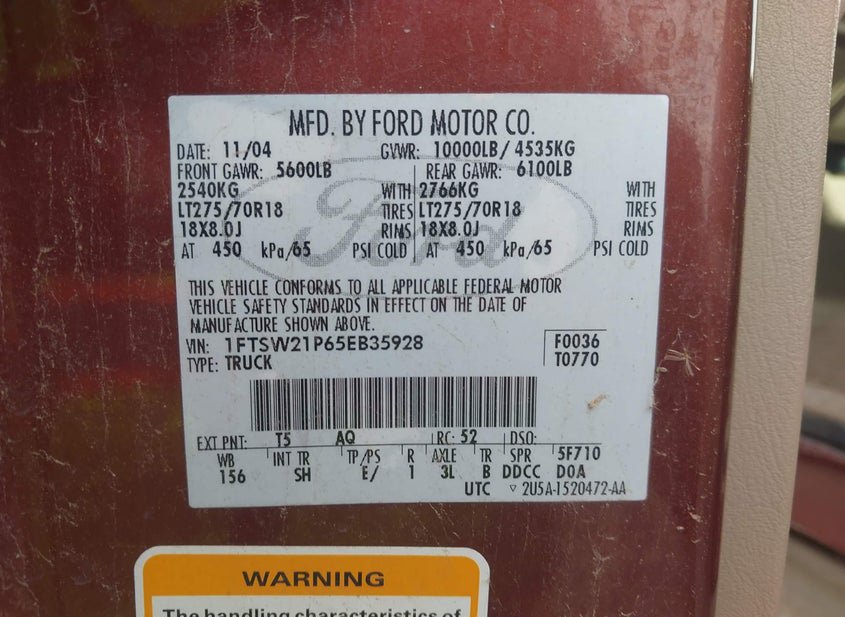 MFD. BY FORD MOTOR CO.
DATE: 11/04 GVWR: 10000LB/ 4535KG
FRONT GAWR: 5600LB REAR GAWR: 6100LB
2540KG WITH 2766KG WITH
LT275/70R18 TIRES LT275/70R18 TIRES
18X8.0J RIMS 18X8.0J RIMS
AT 450 kPa/65 PSI COLD AT 450 kPa/65 PSI COLD
Ford
THIS VEHICLE CONFORMS TO ALL APPLICABLE FEDERAL MOTOR
VEHICLE SAFETY STANDARDS IN EFFECT ON THE DATE OF
MANUFACTURE SHOWN ABOVE.
VIN: 1FTSW21P65EB35928 F0036
TYPE: TRUCK T0770
EXT PNT: T5 AQ RC: 52 DSO:
WB INT TR TP/PS R AXLE TR SPR 5F710
156 SH E/ 1 3L B DDCC D0A
UTC ▽ 2U5A-1520472-AA
WARNING
The handling characteristics of